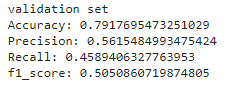 validation set
Accuracy: 0.7917695473251029
Precision: 0.5615484993475424
Recall: 0.4589406327763953
f1_score: 0.5050860719874805